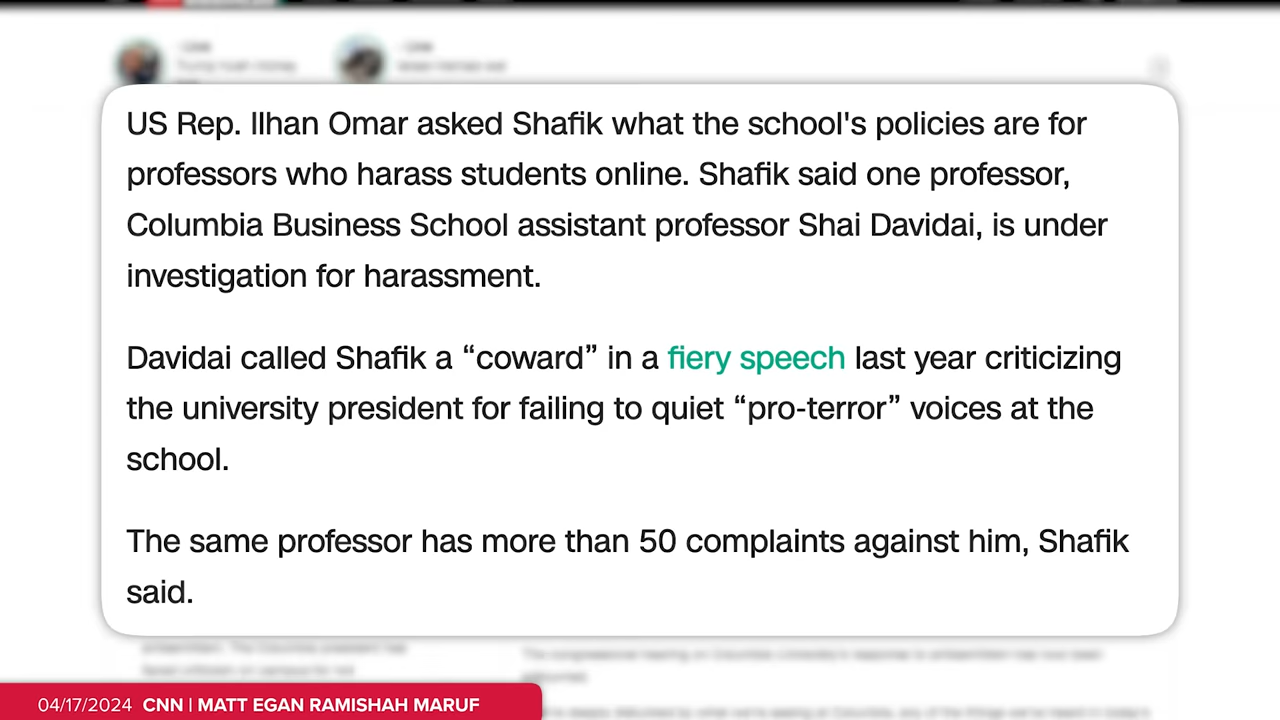 US Rep. Ilhan Omar asked Shafik what the school's policies are for
professors who harass students online. Shafik said one professor,
Columbia Business School assistant professor Shai Davidai, is under
investigation for harassment.
Davidai called Shafik a “coward” in a fiery speech last year criticizing
the university president for failing to quiet “pro-terror” voices at the
school.
The same professor has more than 50 complaints against him, Shafik
said.
04/17/2024 CNN | MATT EGAN RAMISHAH MARUF